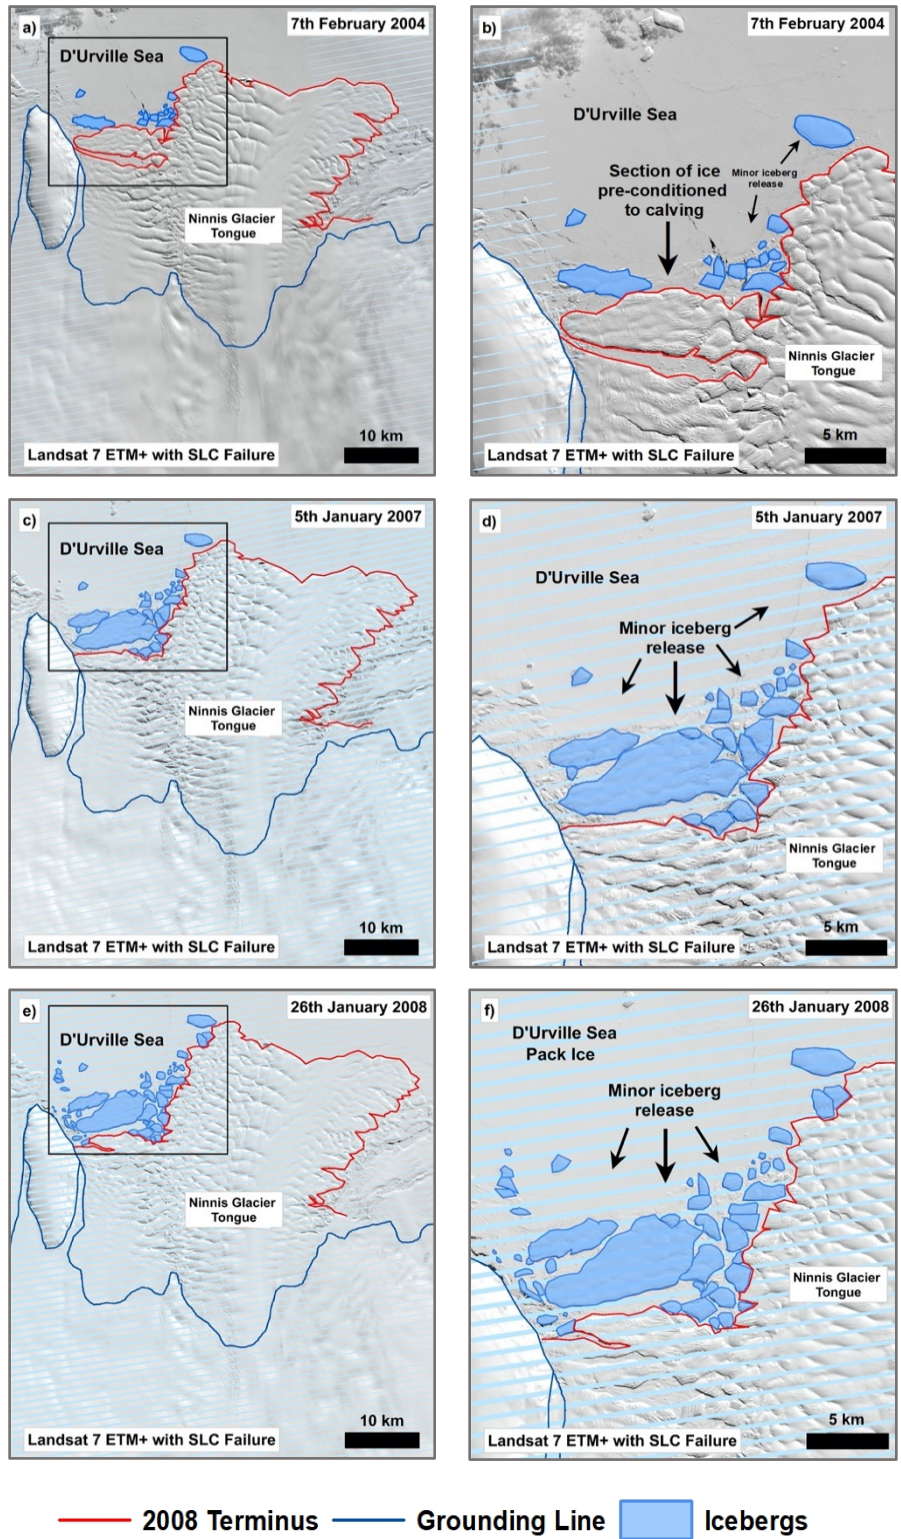 a)
7th February 2004
D'Urville Sea
Ninnis Glacier
Tongue
10 km
Landsat 7 ETM+ with SLC Failure
b)
7th February 2004
D'Urville Sea
Section of ice
pre-conditioned
to calving
Minor iceberg
release
Ninnis Glacier
Tongue
5 km
Landsat 7 ETM+ with SLC Failure
c)
5th January 2007
D'Urville Sea
Ninnis Glacier
Tongue
10 km
Landsat 7 ETM+ with SLC Failure
d)
5th January 2007
D'Urville Sea
Minor iceberg
release
Ninnis Glacier
Tongue
5 km
Landsat 7 ETM+ with SLC Failure
e)
26th January 2008
D'Urville Sea
Ninnis Glacier
Tongue
10 km
Landsat 7 ETM+ with SLC Failure
f)
26th January 2008
D'Urville Sea
Pack Ice
Minor iceberg
release
Ninnis Glacier
Tongue
5 km
Landsat 7 ETM+ with SLC Failure
2008 Terminus
Grounding Line
Icebergs